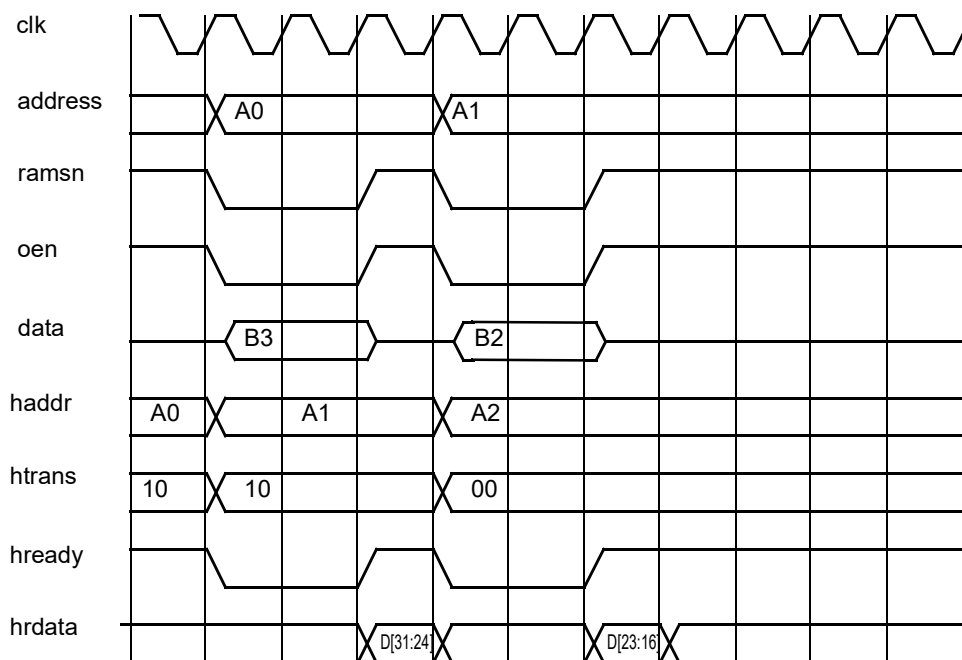 clk
address A0 A1
ramsn
oen
data B3 B2
haddr A0 A1 A2
htrans 10 10 00
hready
hrdata D[31:24] D[23:16]